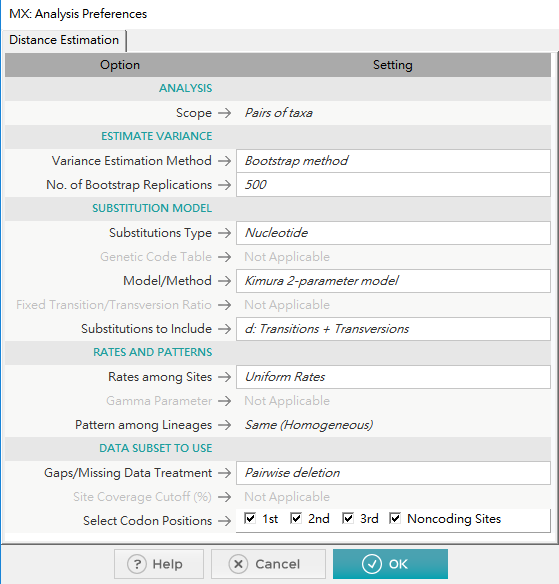 MX: Analysis Preferences
Distance Estimation
Option Setting
ANALYSIS
Scope → Pairs of taxa
ESTIMATE VARIANCE
Variance Estimation Method → Bootstrap method
No. of Bootstrap Replications → 500
SUBSTITUTION MODEL
Substitutions Type → Nucleotide
Genetic Code Table → Not Applicable
Model/Method → Kimura 2-parameter model
Fixed Transition/Transversion Ratio → Not Applicable
Substitutions to Include → d: Transitions + Transversions
RATES AND PATTERNS
Rates among Sites → Uniform Rates
Gamma Parameter → Not Applicable
Pattern among Lineages → Same (Homogeneous)
DATA SUBSET TO USE
Gaps/Missing Data Treatment → Pairwise deletion
Site Coverage Cutoff (%) → Not Applicable
Select Codon Positions → 1st 2nd 3rd Noncoding Sites
? Help Cancel OK